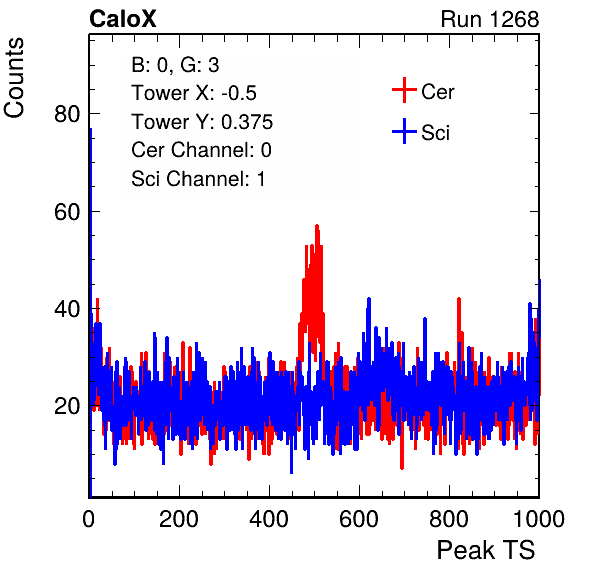 CaloX Run 1268
Counts
B: 0, G: 3
Tower X: -0.5
Tower Y: 0.375
Cer Channel: 0
Sci Channel: 1
Cer
Sci
80
60
40
20
0 200 400 600 800 1000
Peak TS